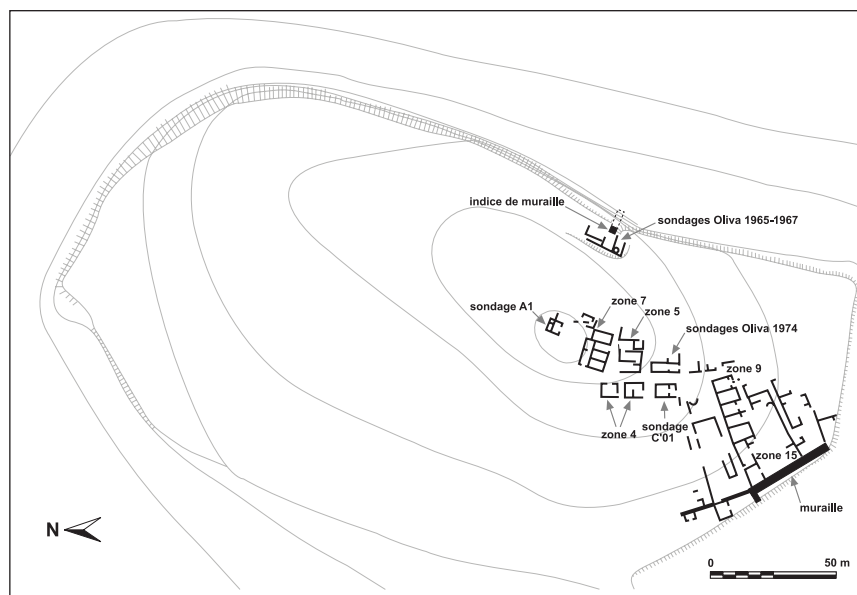 indice de muraille
sondages Oliva 1965-1967
zone 7
sondage A1
zone 5
sondages Oliva 1974
zone 9
zone 4
sondage
C'01
zone 15
muraille
N
0 50 m